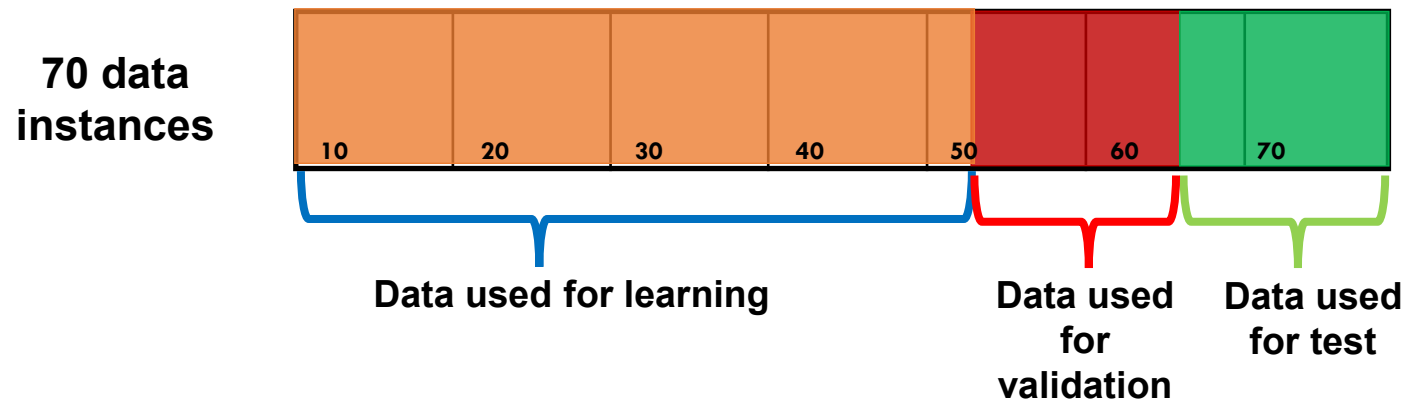 70 data
instances
10 20 30 40 50 60 70
Data used for learning
Data used
for
validation
Data used
for test